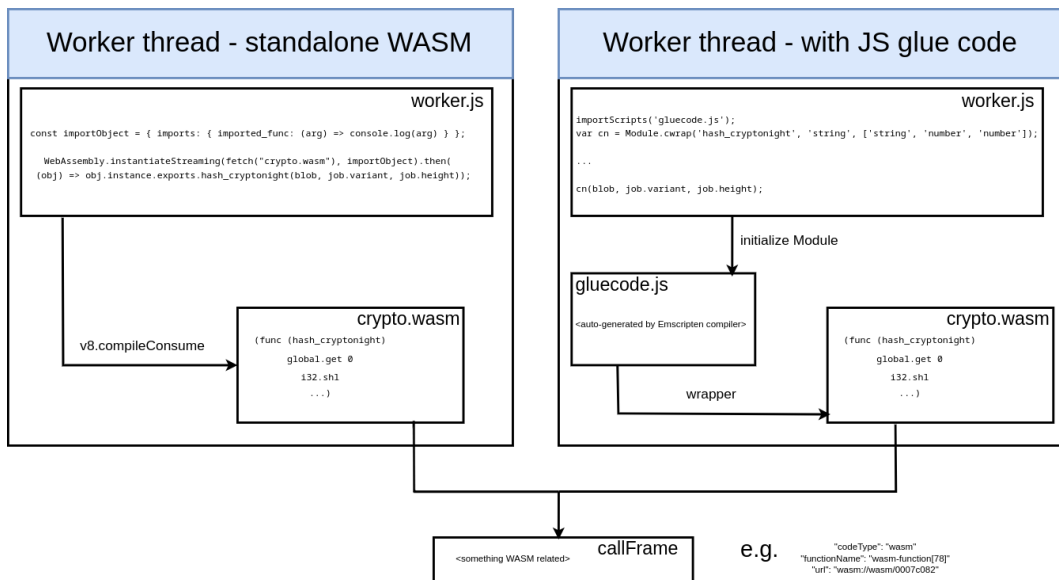 Worker thread - standalone WASM
worker.js
const importObject = { imports: { imported_func: (arg) => console.log(arg) } };
WebAssembly.instantiateStreaming(fetch("crypto.wasm"), importObject).then(
(obj) => obj.instance.exports.hash_cryptonight(blob, job.variant, job.height));
v8.compileConsume
crypto.wasm
(func (hash_cryptonight)
global.get 0
i32.shl
...)
Worker thread - with JS glue code
worker.js
importScripts('gluecode.js');
var cn = Module.cwrap('hash_cryptonight', 'string', ['string', 'number', 'number']);
...
cn(blob, job.variant, job.height);
initialize Module
gluecode.js
<auto-generated by Emscripten compiler>
wrapper
crypto.wasm
(func (hash_cryptonight)
global.get 0
i32.shl
...)
callFrame
<something WASM related>
e.g.
"codeType": "wasm"
"functionName": "wasm-function[78]"
"url": "wasm://wasm/0007c082"